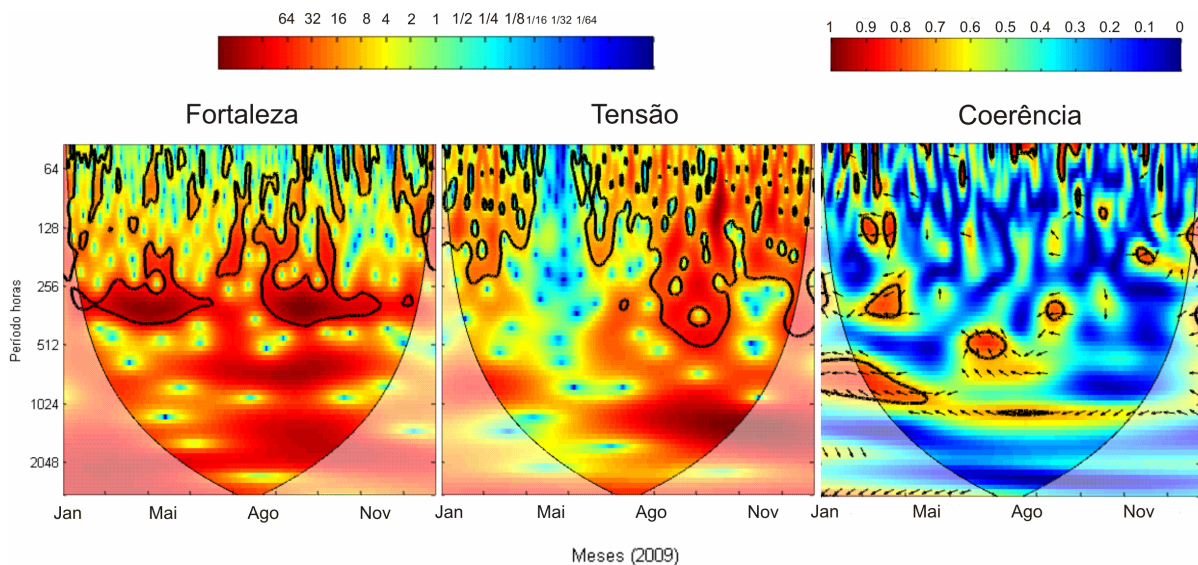 64 32 16 8 4 2 1 1/2 1/4 1/8 1/16 1/32 1/64
1 0.9 0.8 0.7 0.6 0.5 0.4 0.3 0.2 0.1 0
Fortaleza Tensão Coerência
Período horas
64
128
256
512
1024
2048
Jan Mai Ago Nov Jan Mai Ago Nov Jan Mai Ago Nov
Meses (2009)